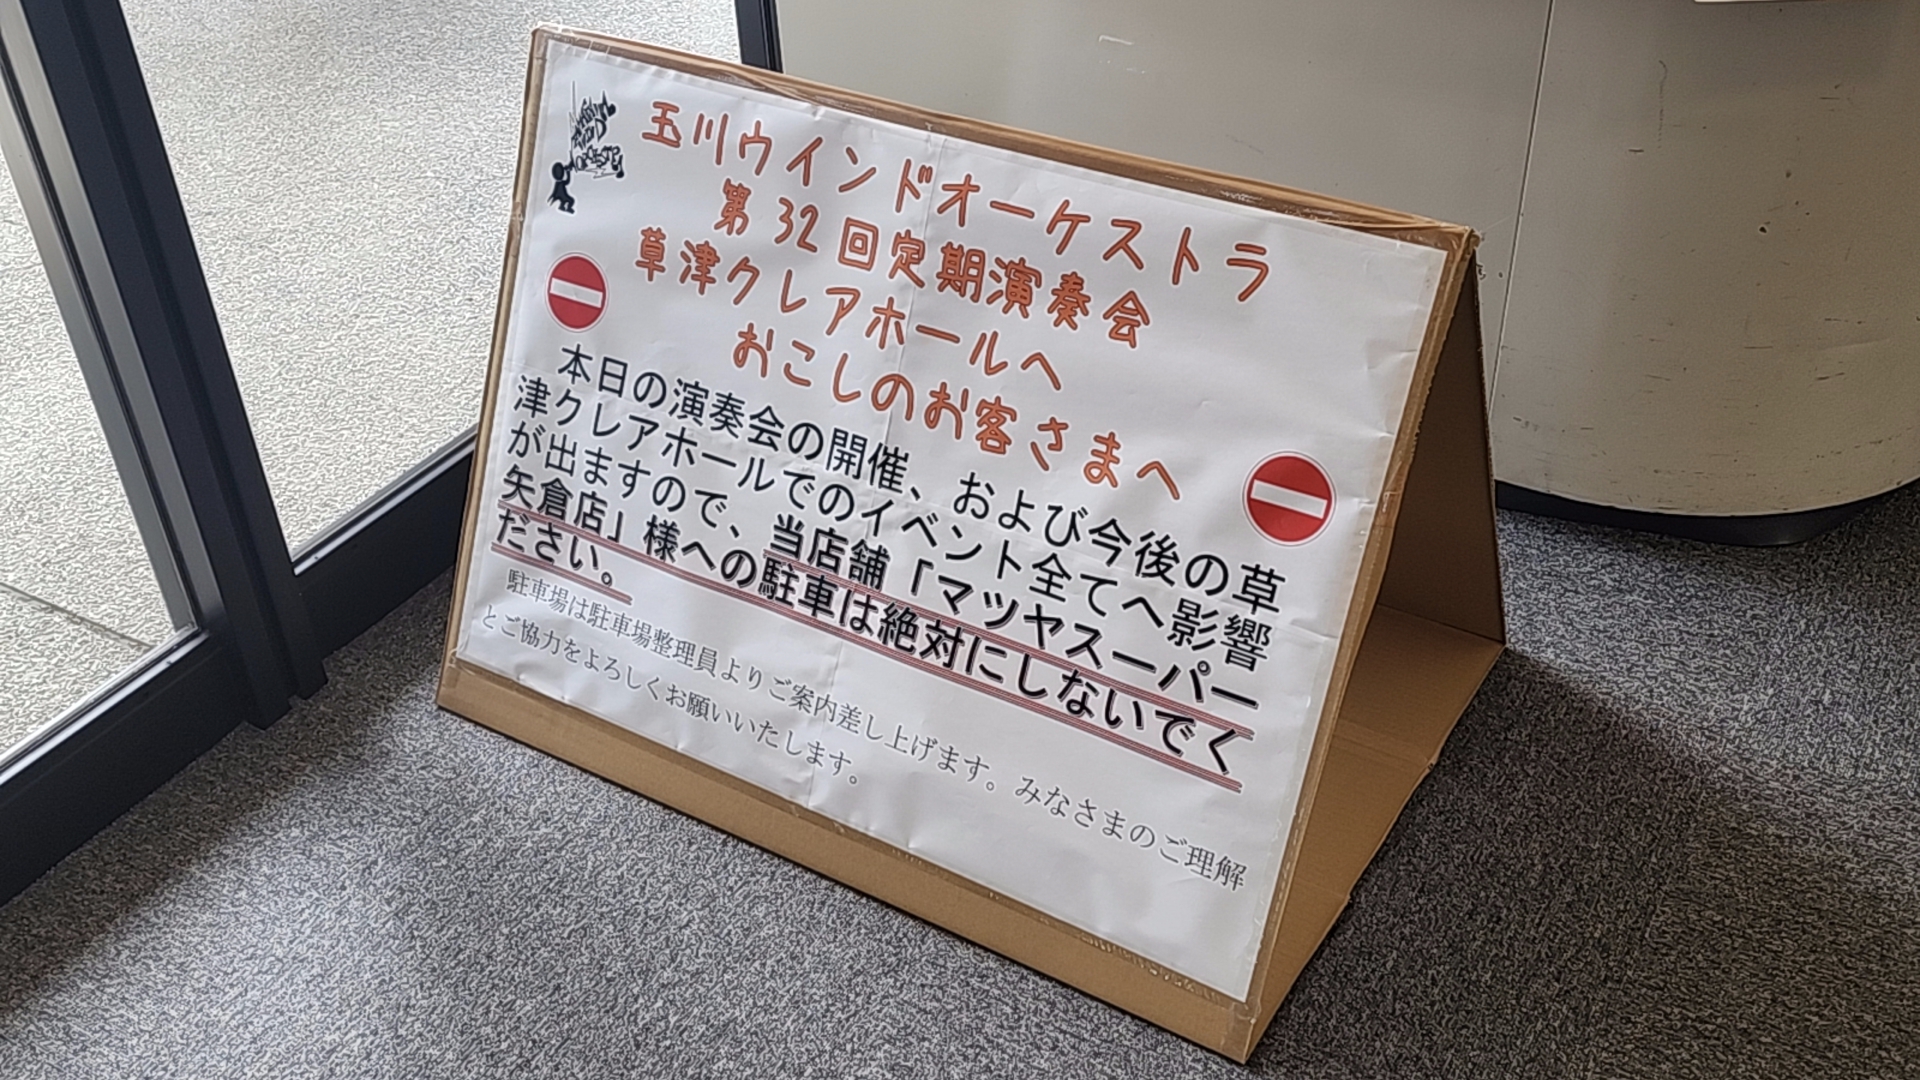 玉川ウインドオーケストラ
第32回定期演奏会
草津クレアホールへ
おこしのお客さまへ
本日の演奏会の開催、および今後の草
津クレアホールでのイベント全てへ影響
が出ますので、当店舗「マツヤスーパー
矢倉店」様への駐車は絶対にしないでく
ださい。
駐車場は駐車場整理員よりご案内差し上げます。みなさまのご理解
とご協力をよろしくお願いいたします。